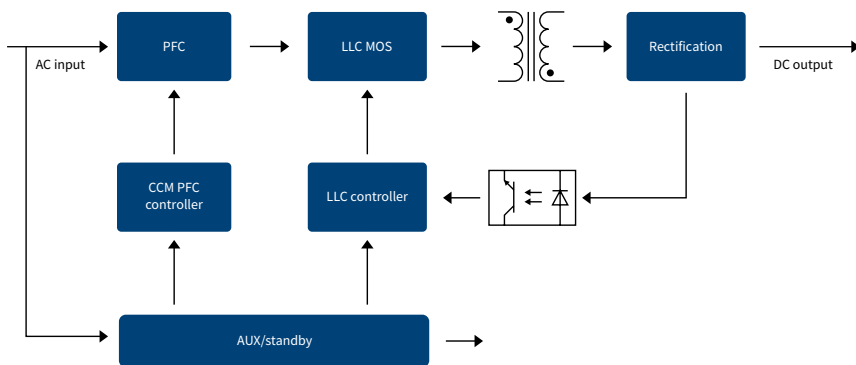 PFC
LLC MOS
Rectification
AC input
DC output
CCM PFC
controller
LLC controller
AUX/standby